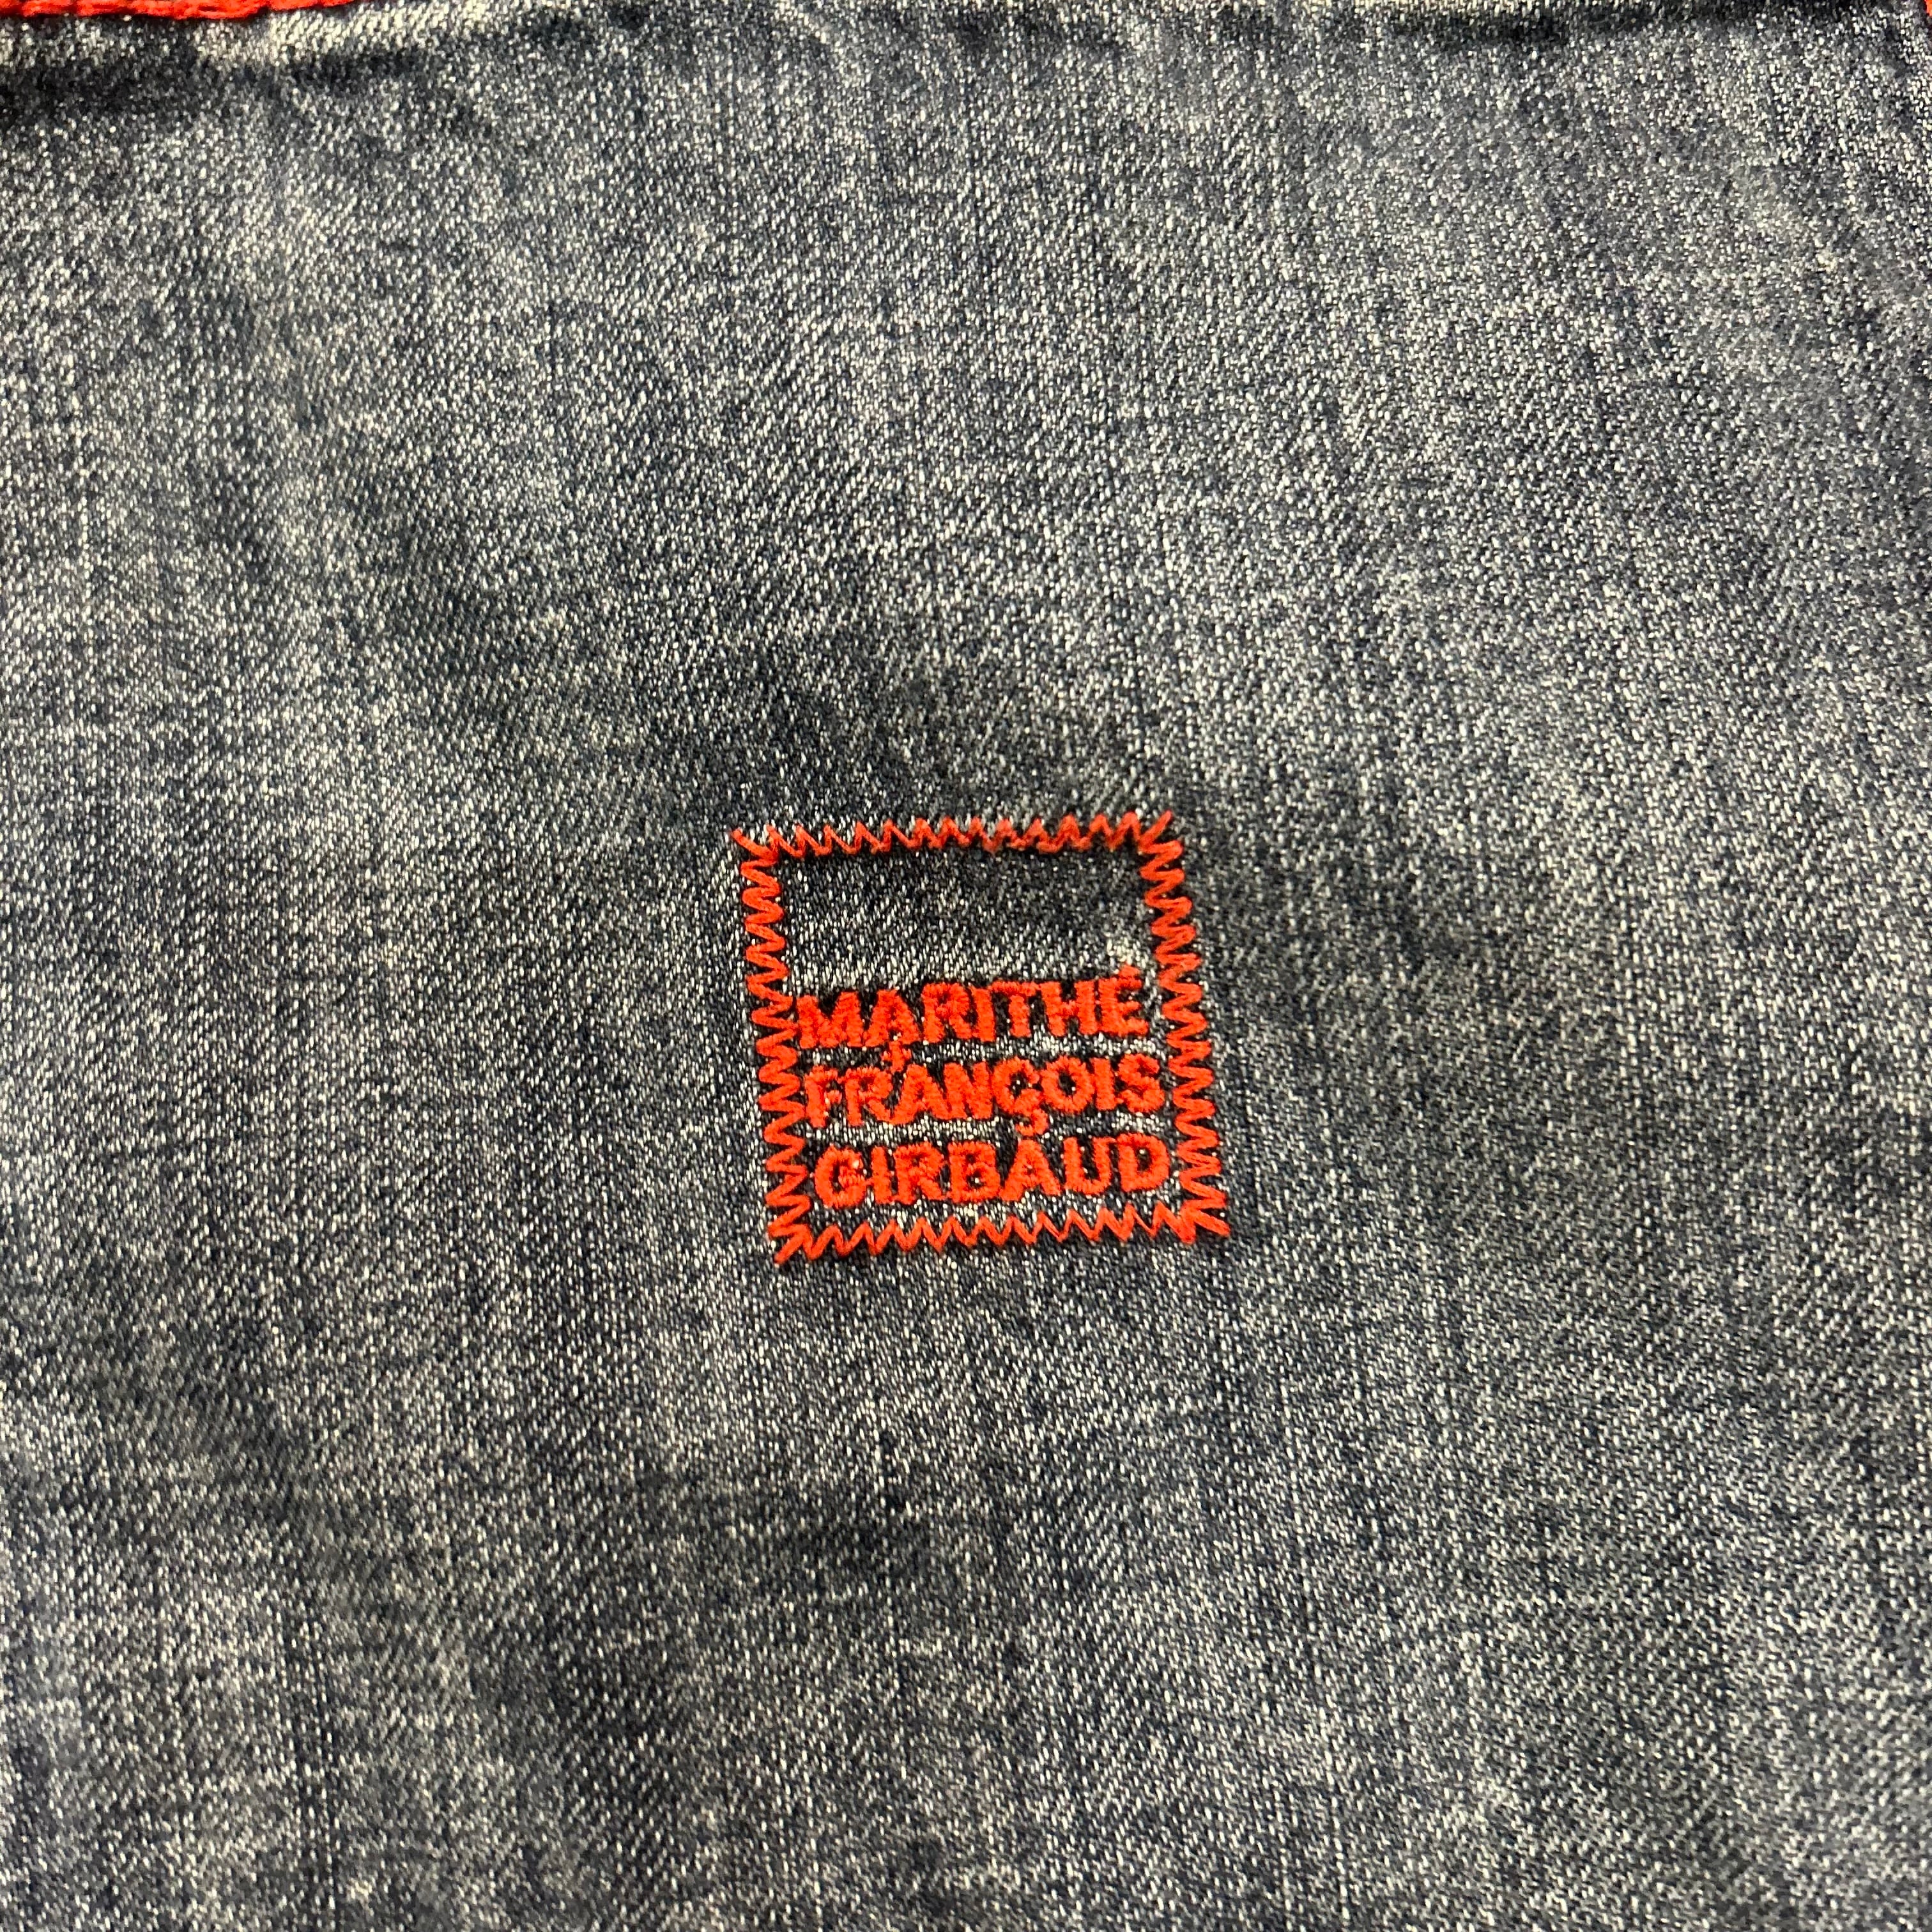 MARITHÉ
+
FRANÇOIS
GIRBAUD